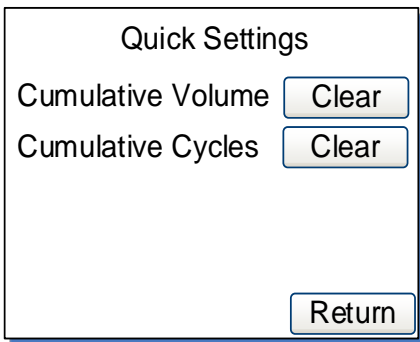 Quick Settings
Cumulative Volume Clear
Cumulative Cycles Clear
Return